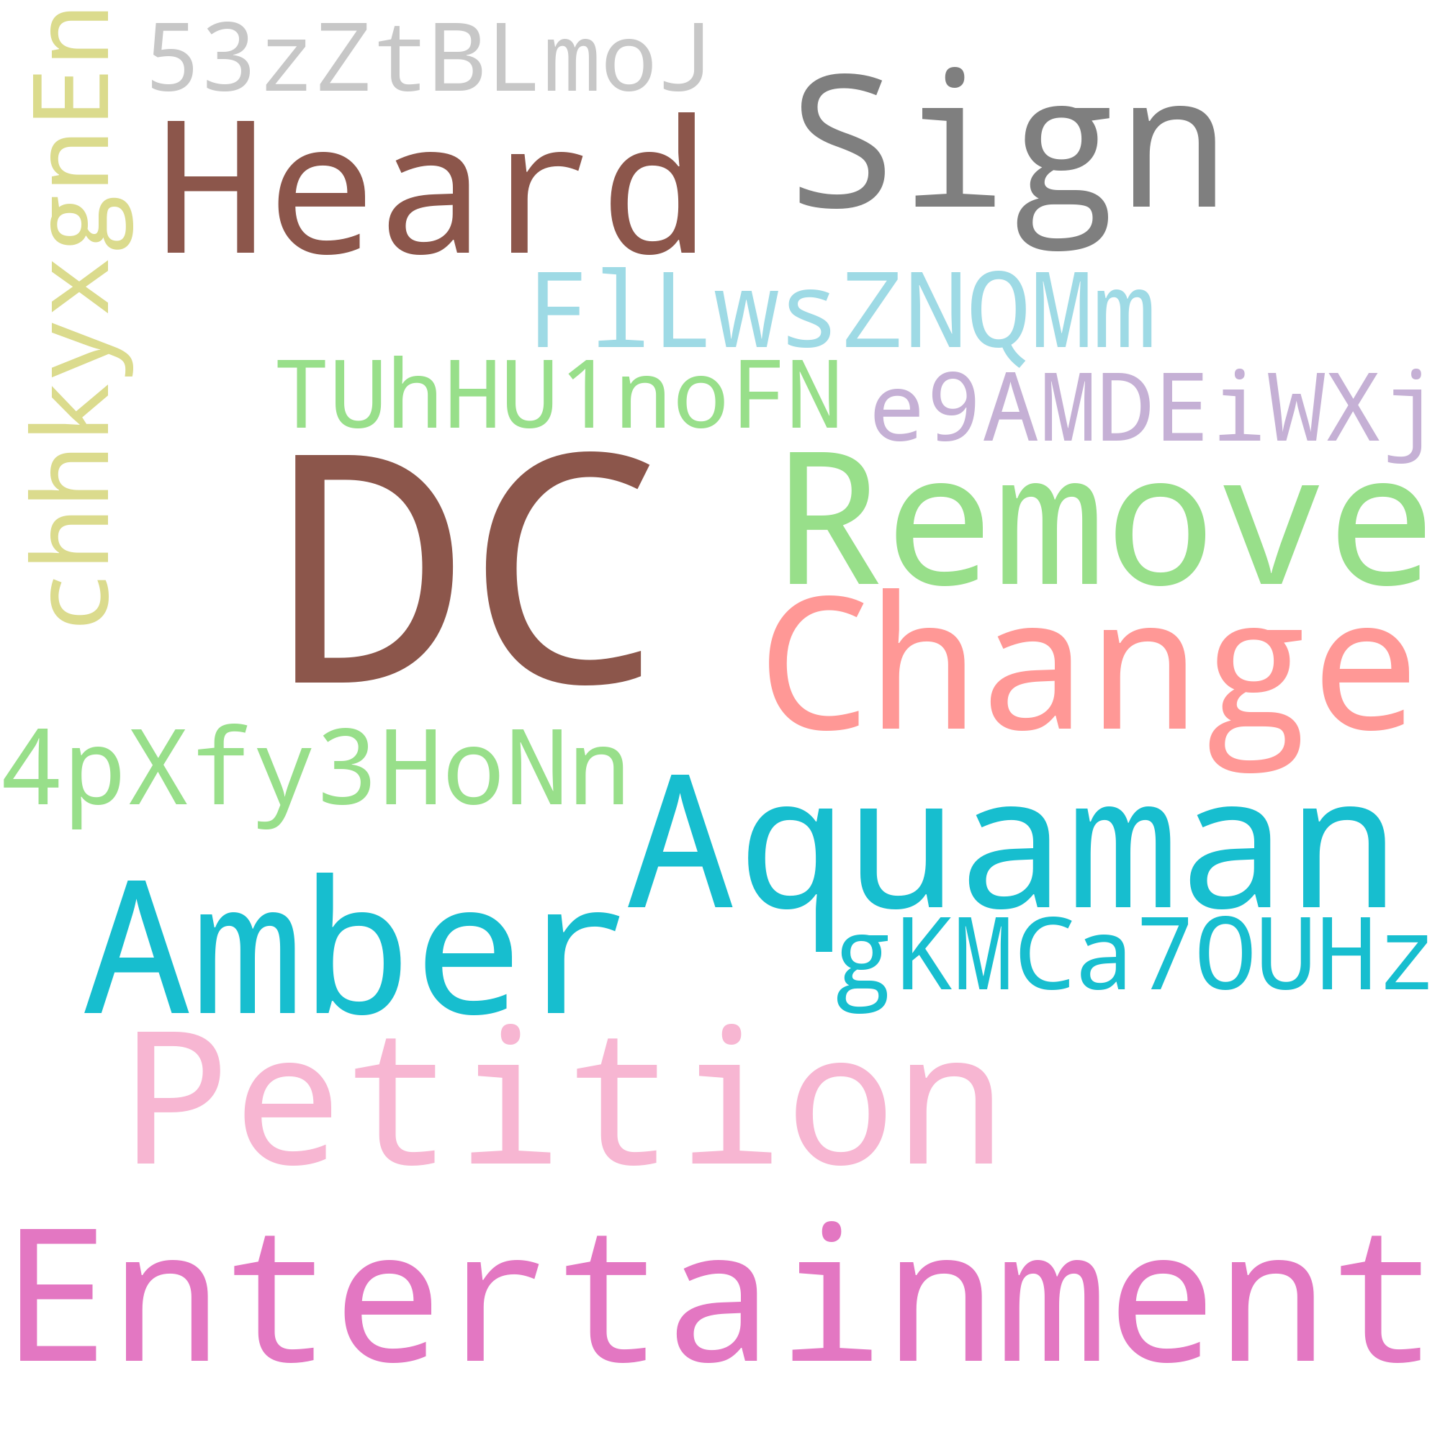 chhkyxgnEn
53zZtBLmoJ
Heard
Sign
FlLwsZNQMm
TUhHU1noFN
e9AMDEiWXj
DC
Remove
Change
4pXfy3HoNn
Aquaman
Amber
gKMCa7OUHz
Petition
Entertainment